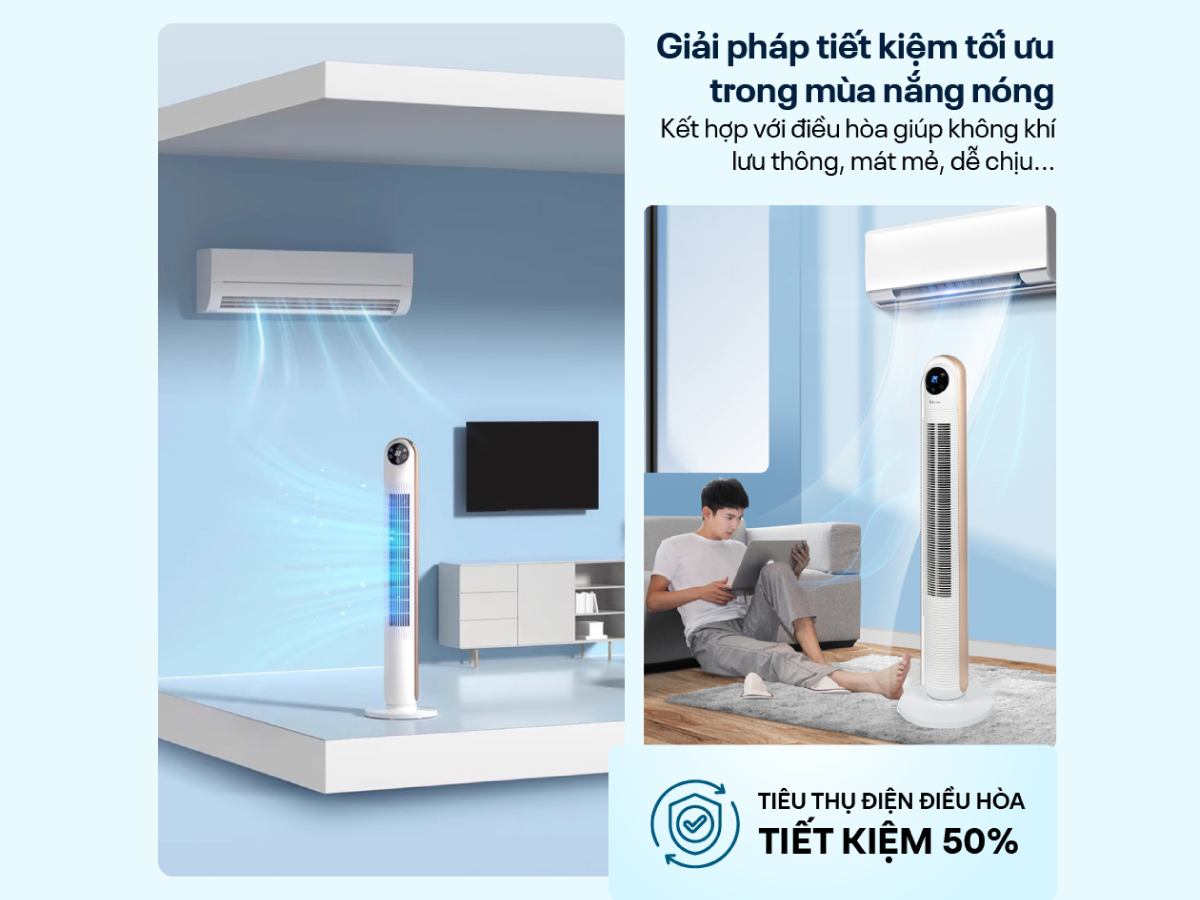 Giải pháp tiết kiệm tối ưu
trong mùa nắng nóng
Kết hợp với điều hòa giúp không khí
lưu thông, mát mẻ, dễ chịu...
TIÊU THỤ ĐIỆN ĐIỀU HÒA
TIẾT KIỆM 50%